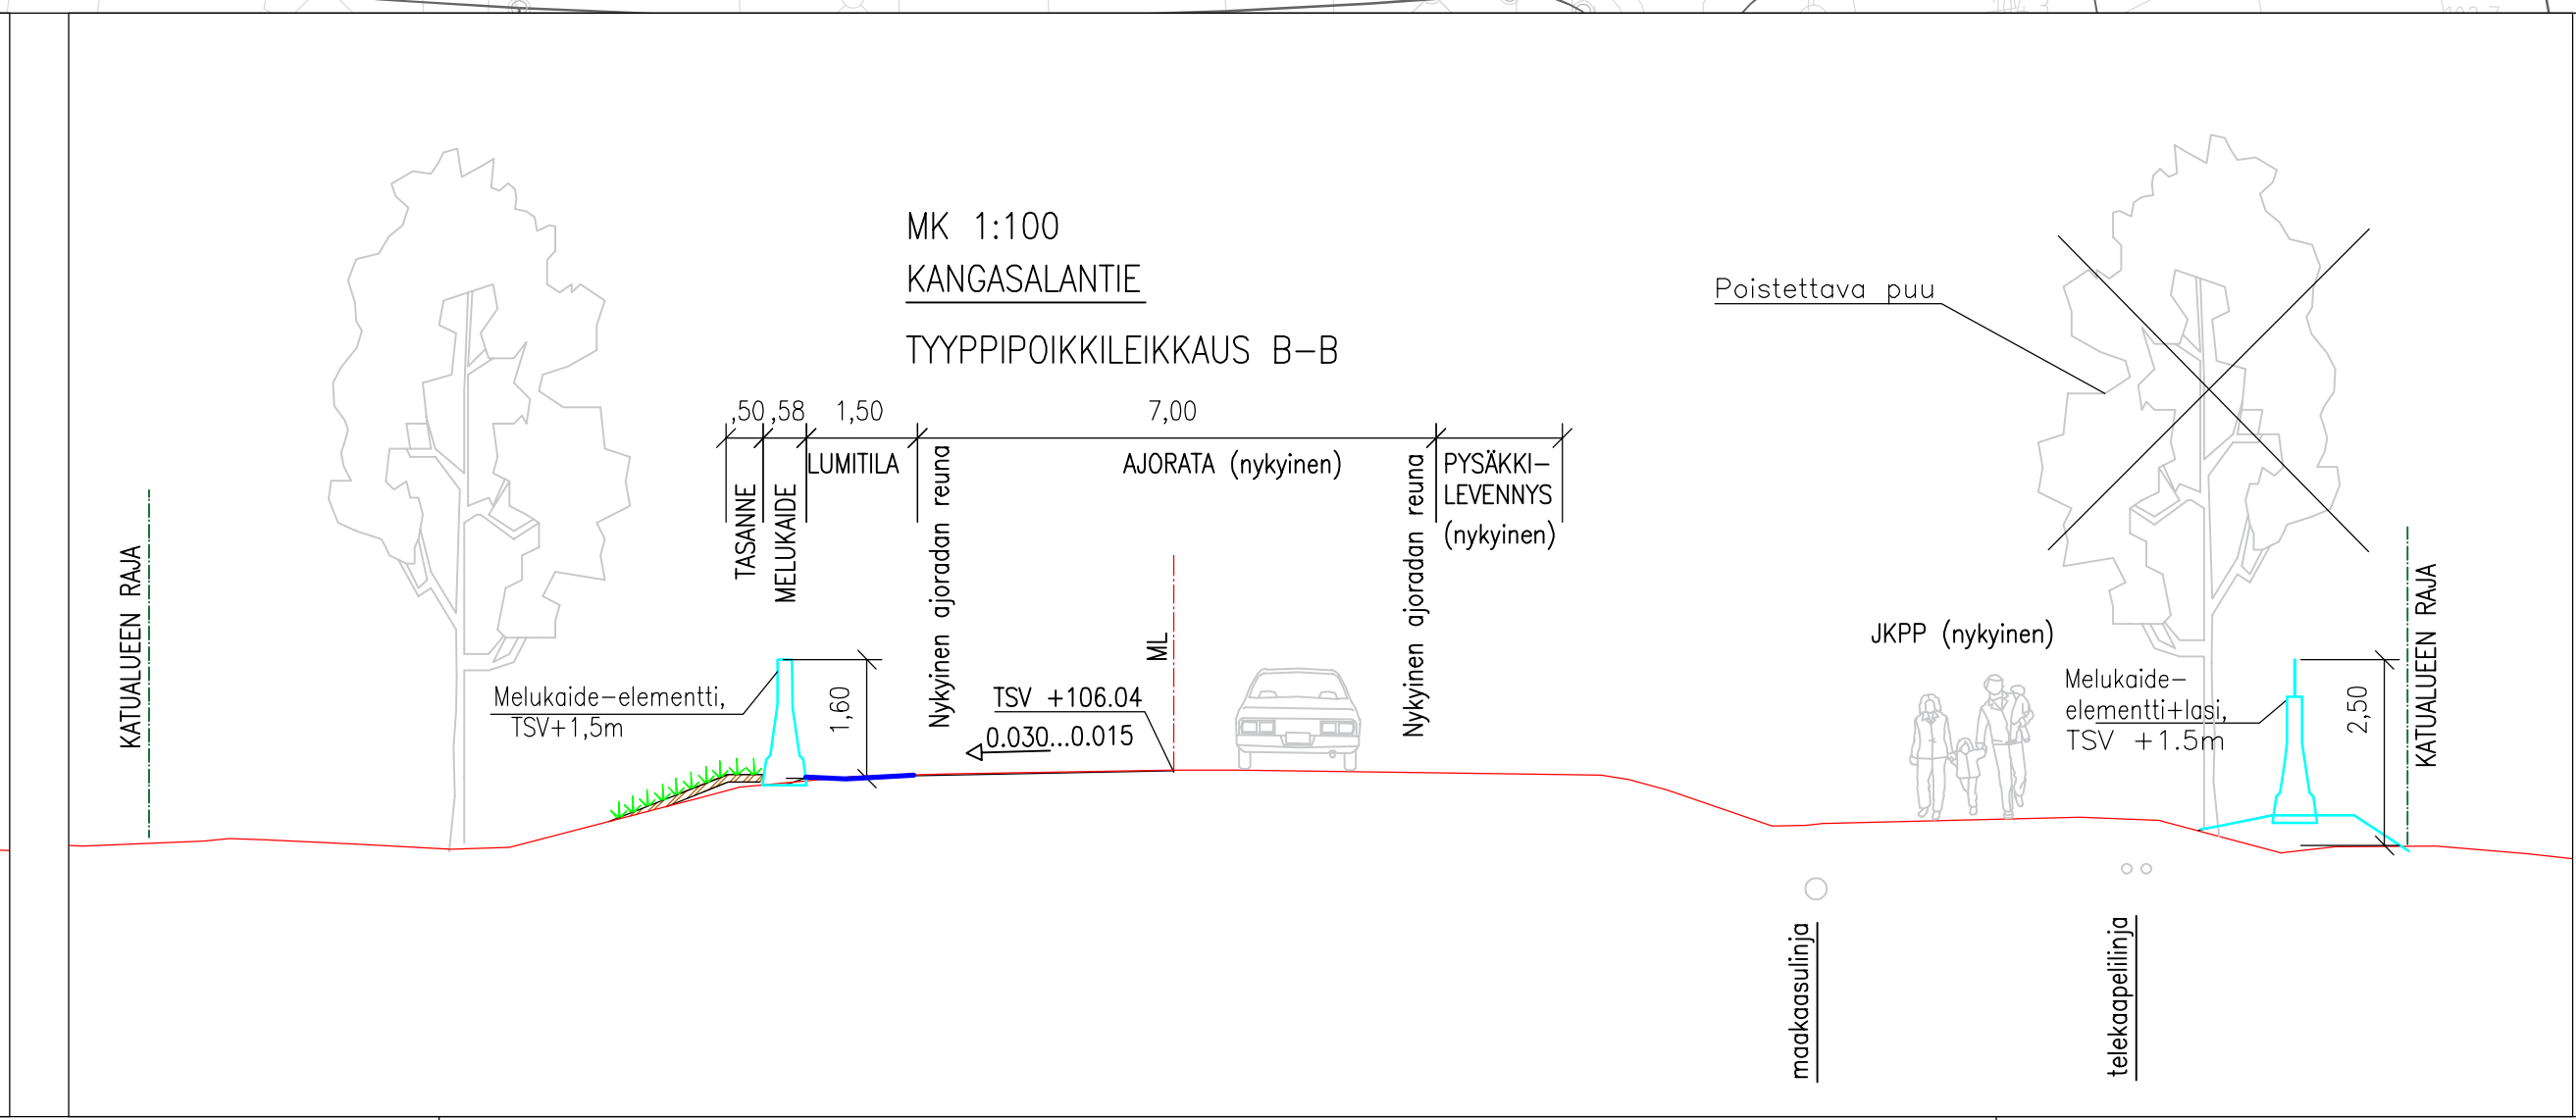 MK 1:100
KANGASALANTIE
TYYPPIPOIKKILEIKKAUS B-B
Poistettava puu
,50 ,58 1,50 7,00
TASANNE
MELUKAIDE
LUMITILA
Nykyinen ajoradan reuna
AJORATA (nykyinen)
Nykyinen ajoradan reuna
PYSÄKKI-
LEVENNYS
(nykyinen)
KATUALUEEN RAJA
Melukaide-elementti,
TSV+1,5m
1,60
TSV +106.04
0.030...0.015
ML
JKPP (nykyinen)
Melukaide-
elementti+lasi,
TSV +1.5m
2,50
KATUALUEEN RAJA
maakaasulinja
telekaapelilinja